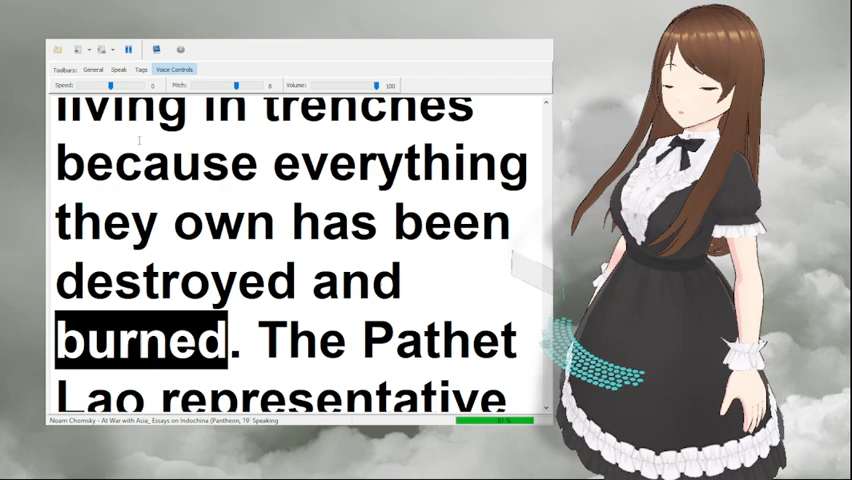 Toolbars: General Speak Tags Voice Controls
Speed: 0 Pitch: 8 Volume: 100
living in trenches
because everything
they own has been
destroyed and
burned. The Pathet
Lao representative
Noam Chomsky - At War with Asia_ Essays on Indochina (Pantheon, 19 Speaking